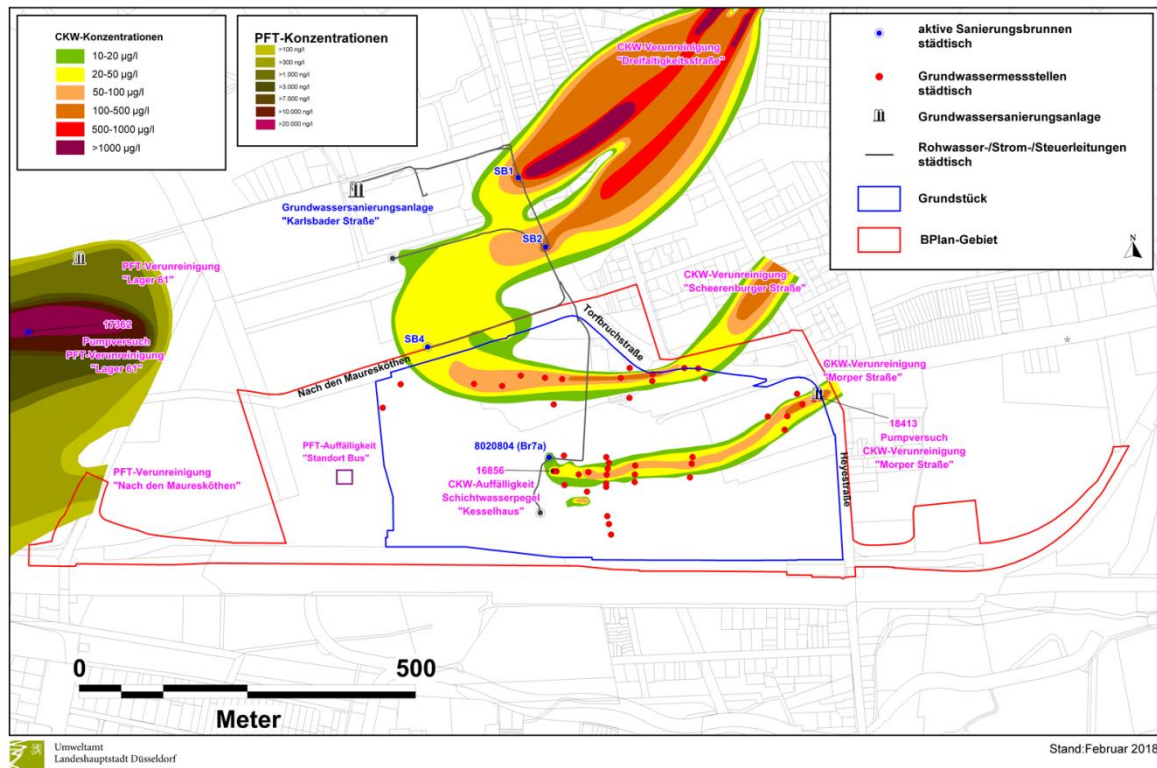 CKW-Konzentrationen
10-20 µg/l
20-50 µg/l
50-100 µg/l
100-500 µg/l
500-1000 µg/l
>1000 µg/l
PFT-Konzentrationen
>100 ng/l
>300 ng/l
>1.000 ng/l
>3.000 ng/l
>7.000 ng/l
>10.000 ng/l
>20.000 ng/l
CKW-Verunreinigung
"Dreifaltigkeitsstraße"
aktive Sanierungsbrunnen
städtisch
Grundwassermessstellen
städtisch
Grundwassersanierungsanlage
Rohwasser-/Strom-/Steuerleitungen
städtisch
Grundstück
BPlan-Gebiet
N
SB1
Grundwassersanierungsanlage
"Karlsbader Straße"
SB2
PFT-Verunreinigung
"Lager 61"
CKW-Verunreinigung
"Scheerenburger Straße"
17382
Pumpversuch
PFT-Verunreinigung
"Lager 61"
Torfbruchstraße
SB4
Nach den Maureskӧthen
CKW-Verunreinigung
"Morper Straße"
18413
Pumpversuch
CKW-Verunreinigung
"Morper Straße"
PFT-Auffälligkeit
"Standort Bus"
8020804 (Br7a)
16856
CKW-Auffälligkeit
Schichtwasserpegel
"Kesselhaus"
PFT-Verunreinigung
"Nach den Mauresköthen"
Heyestraße
0
500
Meter
Umweltamt
Landeshauptstadt Düsseldorf
Stand:Februar 2018